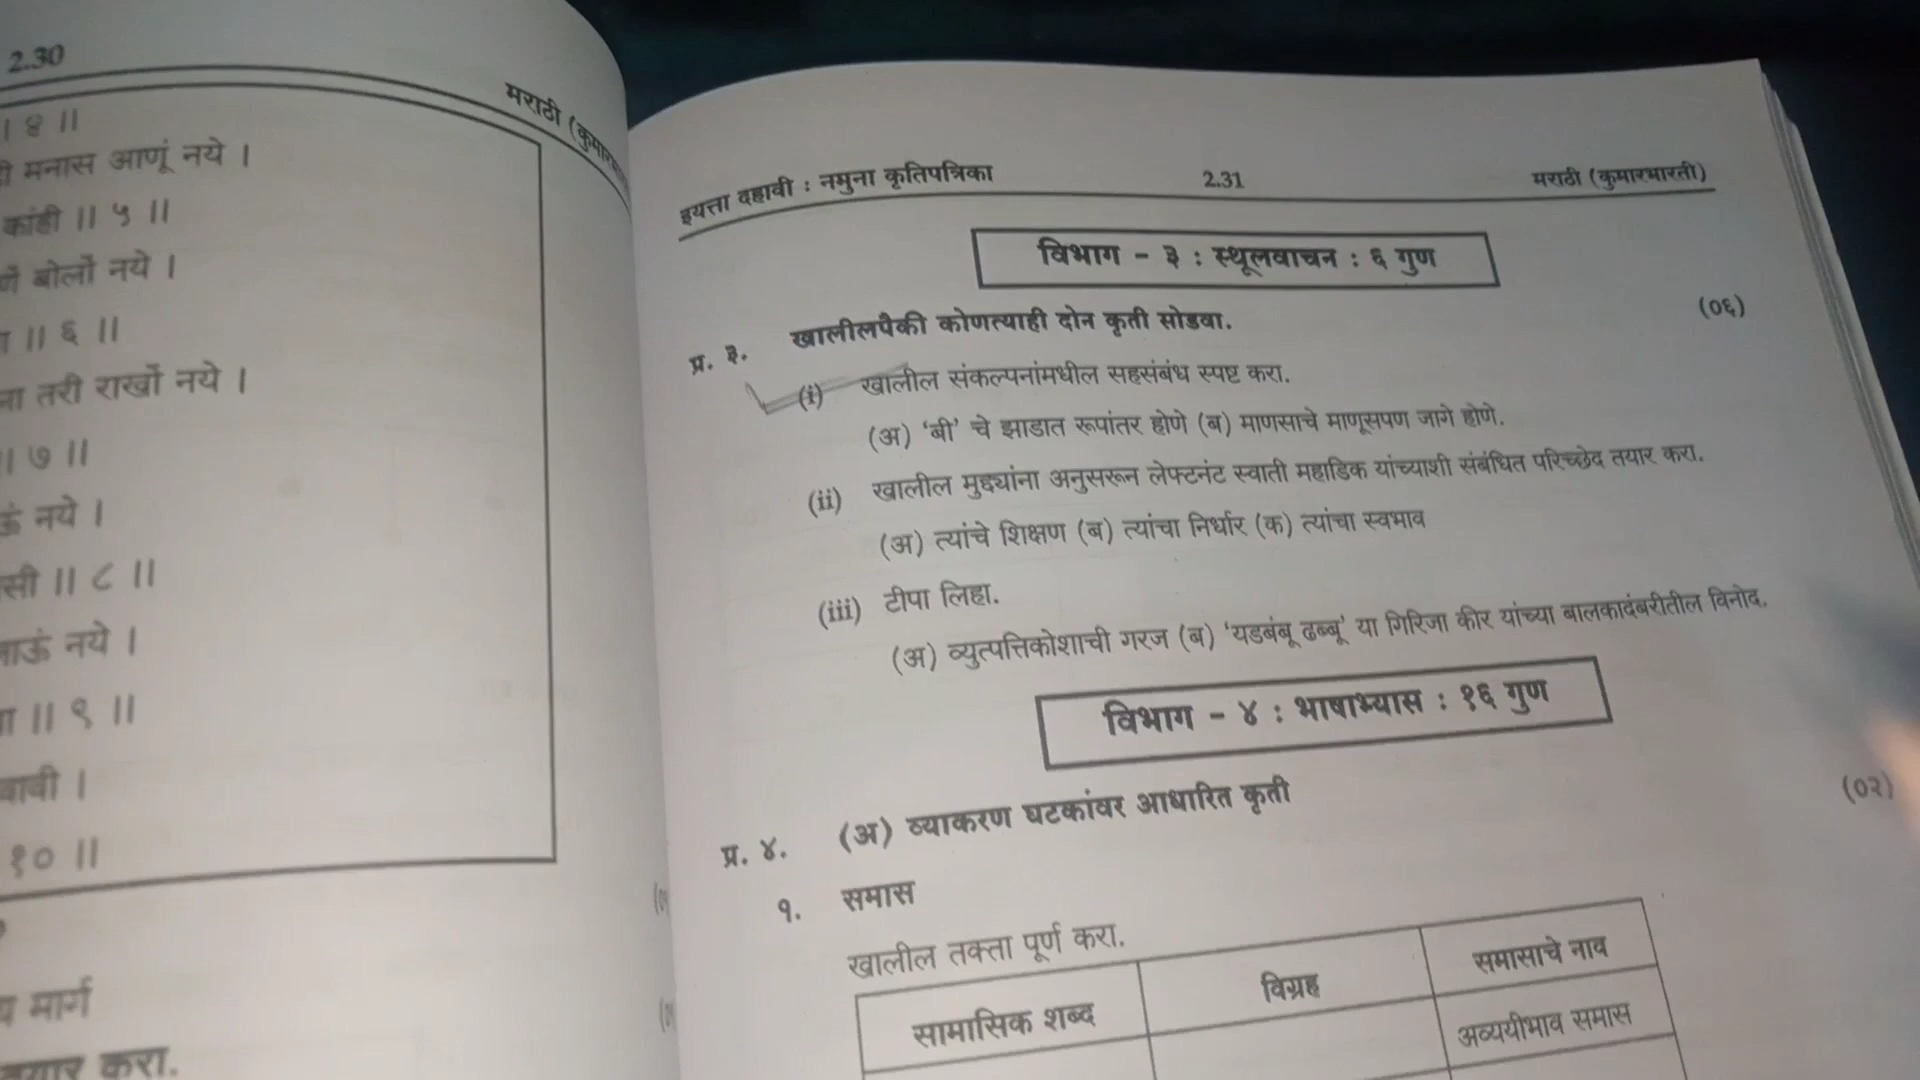 2.30
मराठी
। ४ ॥
मनास आणूं नये ।
कांही ॥ ५ ॥
बोलों नये ।
॥ ६ ॥
तरी राखों नये ।
। ७ ॥
नये ।
॥ ८ ॥
नये ।
॥ ९ ॥
।
१० ॥
मार्ग
करा.
इयत्ता दहावी : नमुना कृतिपत्रिका 2.31 मराठी (कुमारभारती)
विभाग - ३ : स्थूलवाचन : ६ गुण
प्र. ३. खालीलपैकी कोणत्याही दोन कृती सोडवा. (०६)
(i) खालील संकल्पनांमधील सहसंबंध स्पष्ट करा.
(अ) ‘बी’ चे झाडात रूपांतर होणे (ब) माणसाचे माणूसपण जागे होणे.
(ii) खालील मुद्द्यांना अनुसरून लेफ्टनंट स्वाती महाडिक यांच्याशी संबंधित परिच्छेद तयार करा.
(अ) त्यांचे शिक्षण (ब) त्यांचा निर्धार (क) त्यांचा स्वभाव
(iii) टीपा लिहा.
(अ) व्युत्पत्तिकोशाची गरज (ब) ‘यडबंबू ढब्बू’ या गिरिजा कीर यांच्या बालकादंबरीतील विनोद.
विभाग - ४ : भाषाभ्यास : १६ गुण
प्र. ४. (अ) व्याकरण घटकांवर आधारित कृती (०२)
१. समास
खालील तक्ता पूर्ण करा.
सामासिक शब्द विग्रह समासाचे नाव
अव्ययीभाव समास